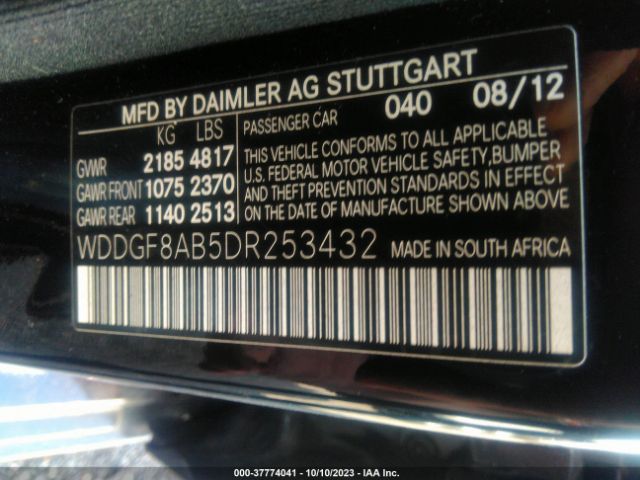 MFD BY DAIMLER AG STUTTGART
KG LBS
GVWR 2185 4817
GAWR FRONT 1075 2370
GAWR REAR 1140 2513
PASSENGER CAR 040 08/12
THIS VEHICLE CONFORMS TO ALL APPLICABLE
U.S. FEDERAL MOTOR VEHICLE SAFETY,BUMPER
AND THEFT PREVENTION STANDARDS IN EFFECT
ON THE DATE OF MANUFACTURE SHOWN ABOVE.
WDDGF8AB5DR253432 MADE IN SOUTH AFRICA
000-37774041 - 10/10/2023 - IAA Inc.